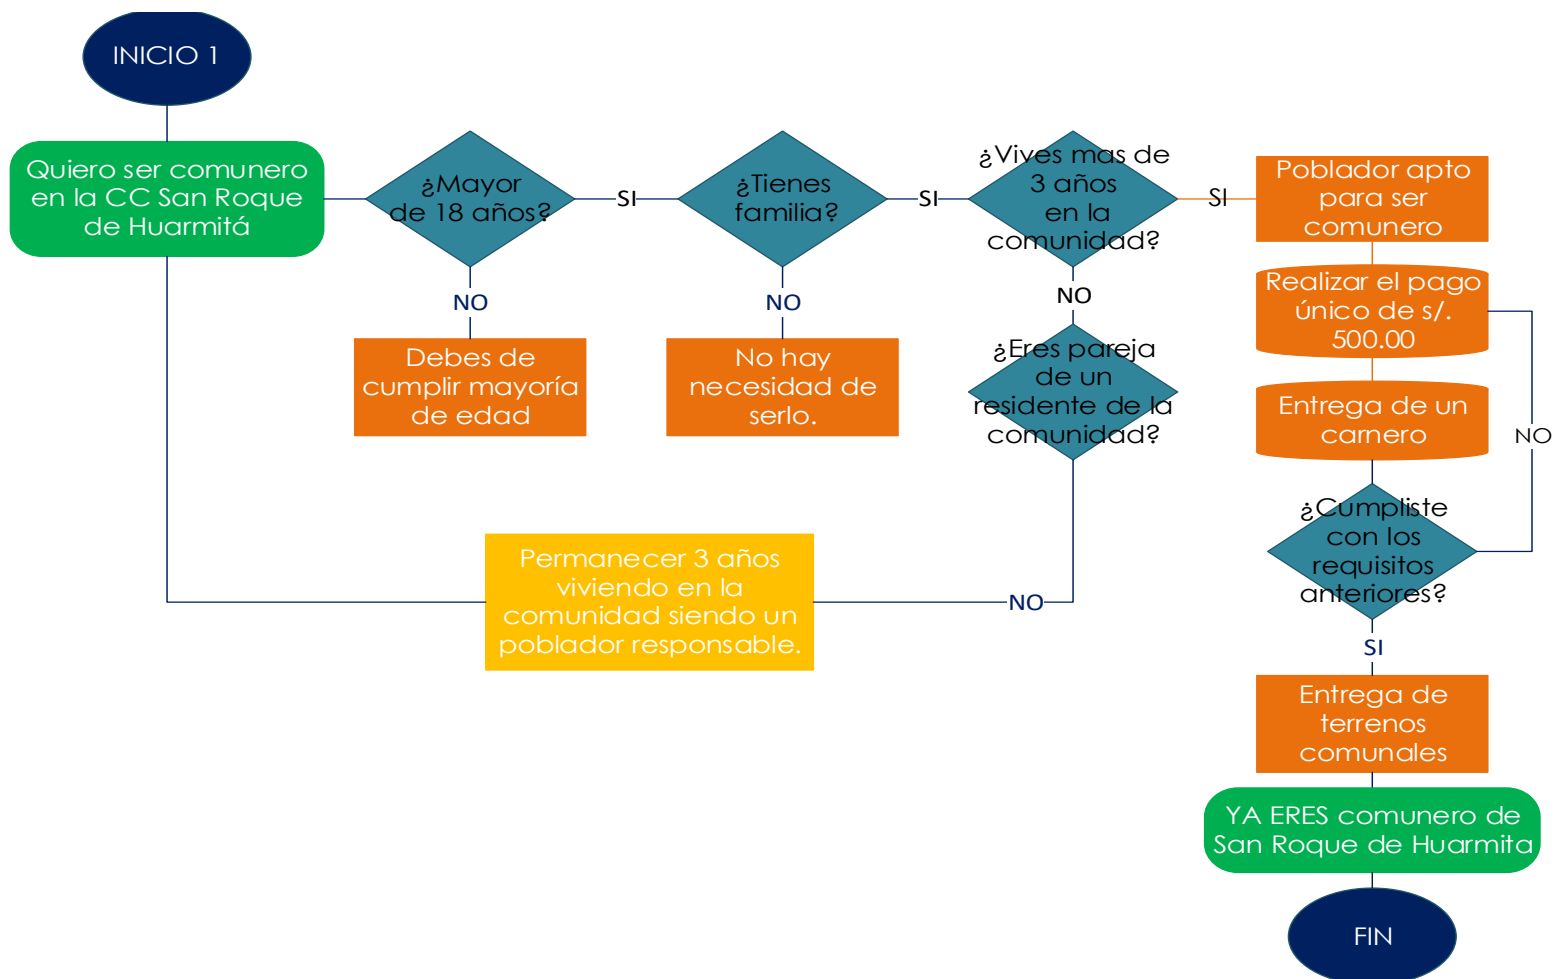 INICIO 1
Quiero ser comunero
en la CC San Roque
de Huarmitá
¿Mayor
de 18 años?
SI
¿Tienes
familia?
SI
¿Vives mas de
3 años
en la
comunidad?
SI
Poblador apto
para ser
comunero
NO
Debes de
cumplir mayoría
de edad
NO
No hay
necesidad de
serlo.
NO
¿Eres pareja
de un
residente de la
comunidad?
NO
Permanecer 3 años
viviendo en la
comunidad siendo un
poblador responsable.
Realizar el pago
único de s/.
500.00
Entrega de un
carnero
NO
¿Cumpliste
con los
requisitos
anteriores?
SI
Entrega de
terrenos
comunales
YA ERES comunero de
San Roque de Huarmita
FIN